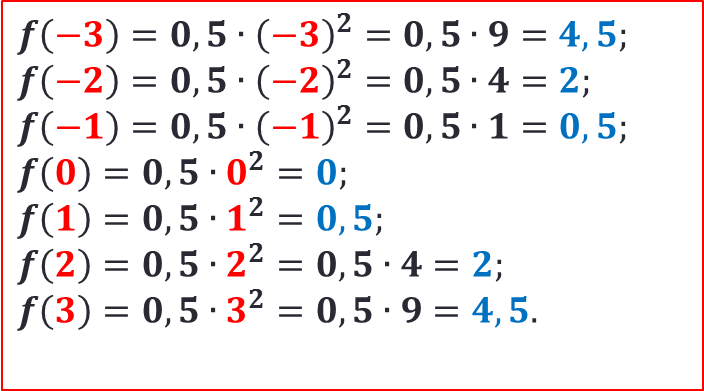 f(−3) = 0,5 · (−3)² = 0,5 · 9 = 4,5;
f(−2) = 0,5 · (−2)² = 0,5 · 4 = 2;
f(−1) = 0,5 · (−1)² = 0,5 · 1 = 0,5;
f(0) = 0,5 · 0² = 0;
f(1) = 0,5 · 1² = 0,5;
f(2) = 0,5 · 2² = 0,5 · 4 = 2;
f(3) = 0,5 · 3² = 0,5 · 9 = 4,5.